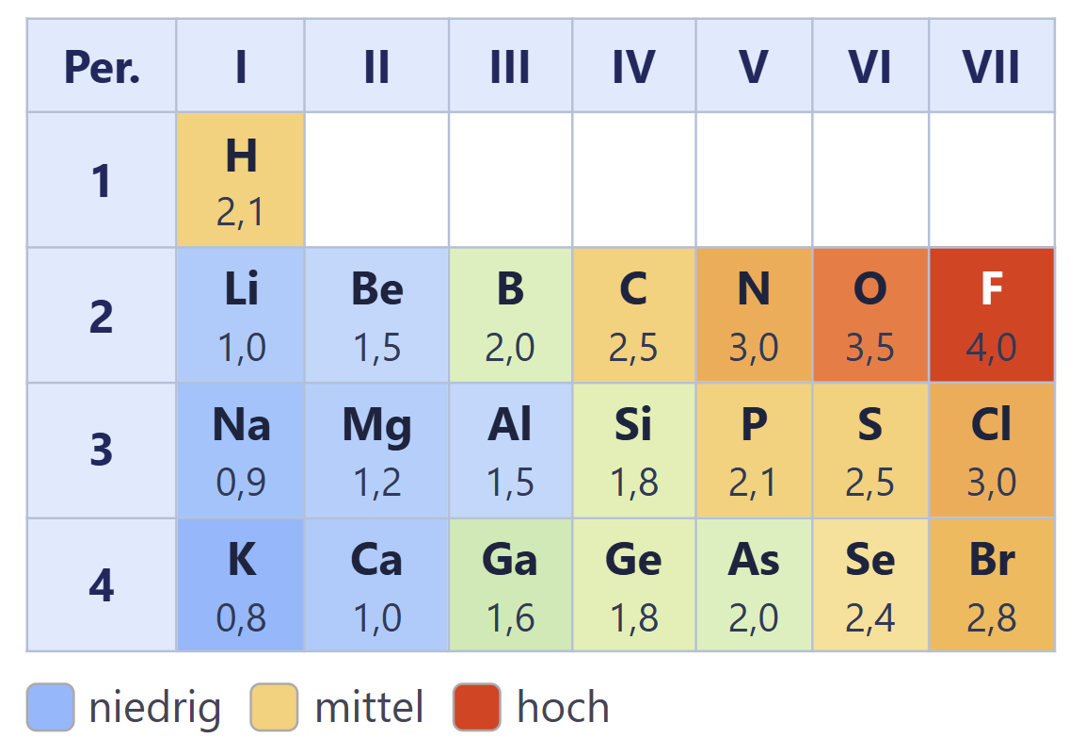 Per. I II III IV V VI VII
1 H 2,1
2 Li 1,0 Be 1,5 B 2,0 C 2,5 N 3,0 O 3,5 F 4,0
3 Na 0,9 Mg 1,2 Al 1,5 Si 1,8 P 2,1 S 2,5 Cl 3,0
4 K 0,8 Ca 1,0 Ga 1,6 Ge 1,8 As 2,0 Se 2,4 Br 2,8
niedrig mittel hoch